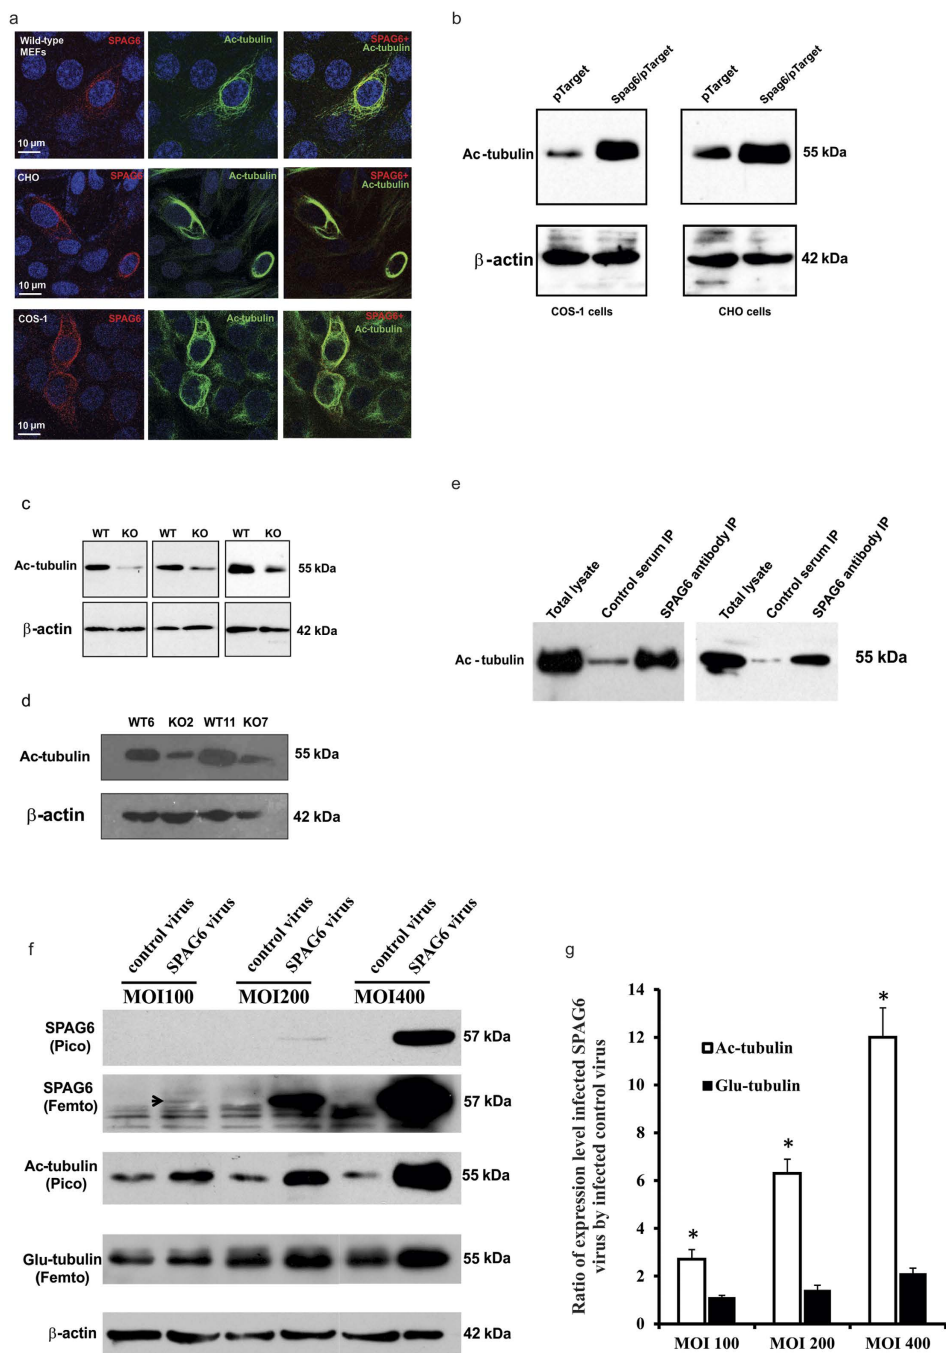 a
Wild-type
MEFs
SPAG6
Ac-tubulin
SPAG6+
Ac-tubulin
10 µm
CHO
SPAG6
Ac-tubulin
SPAG6+
Ac-tubulin
10 µm
COS-1
SPAG6
Ac-tubulin
SPAG6+
Ac-tubulin
10 µm
b
pTarget
Spag6/pTarget
pTarget
Spag6/pTarget
Ac-tubulin
55 kDa
β-actin
42 kDa
COS-1 cells
CHO cells
c
WT KO WT KO WT KO
Ac-tubulin
55 kDa
β-actin
42 kDa
d
WT6 KO2 WT11 KO7
Ac-tubulin
55 kDa
β-actin
42 kDa
e
Total lysate
Control serum IP
SPAG6 antibody IP
Total lysate
Control serum IP
SPAG6 antibody IP
Ac - tubulin
55 kDa
f
control virus
SPAG6 virus
control virus
SPAG6 virus
control virus
SPAG6 virus
MOI100
MOI200
MOI400
SPAG6
(Pico)
57 kDa
SPAG6
(Femto)
57 kDa
Ac-tubulin
(Pico)
55 kDa
Glu-tubulin
(Femto)
55 kDa
β-actin
42 kDa
g
Ratio of expression level infected SPAG6
virus by infected control virus
14
12
10
8
6
4
2
0
Ac-tubulin
Glu-tubulin
*
*
*
MOI 100
MOI 200
MOI 400